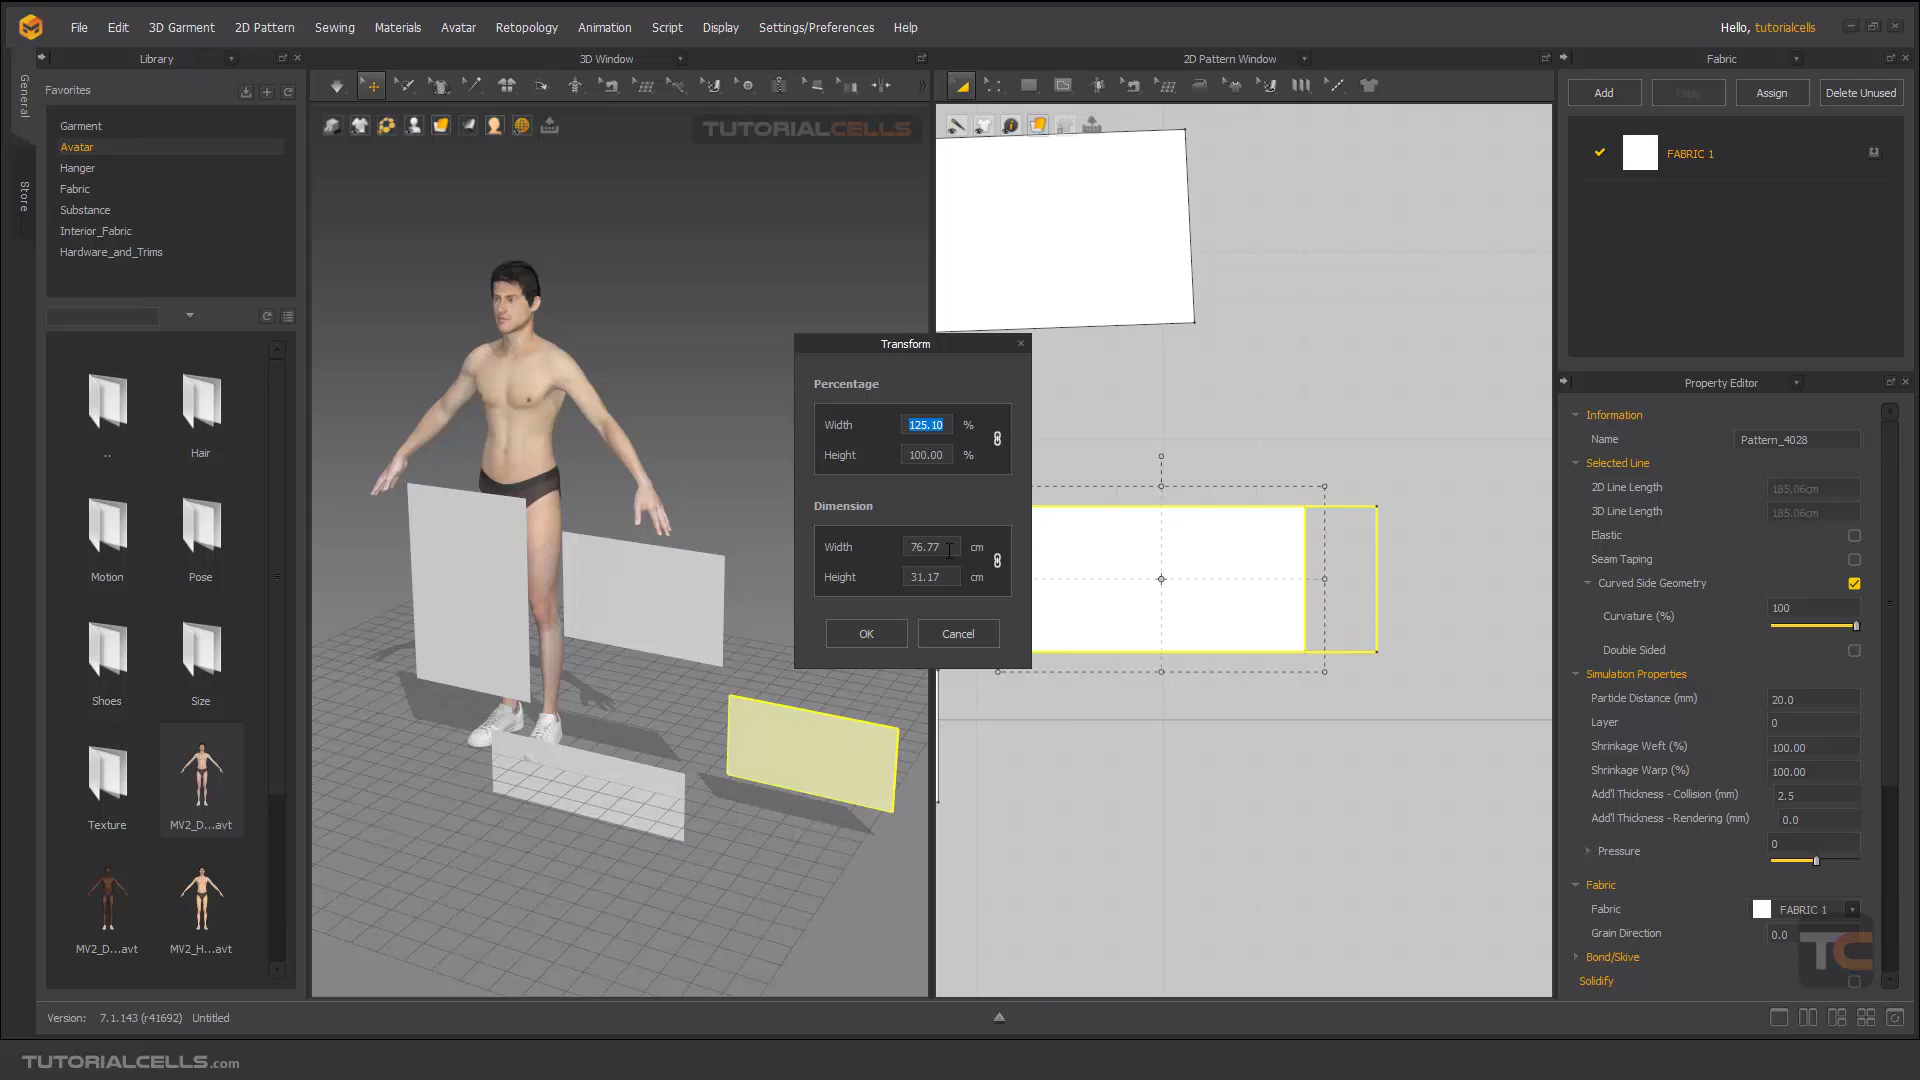 File Edit 3D Garment 2D Pattern Sewing Materials Avatar Retopology Animation Script Display Settings/Preferences Help
Hello, tutorialcells
Library
3D Window
2D Pattern Window
Fabric
General
Store
Favorites
Garment
Avatar
Hanger
Fabric
Substance
Interior_Fabric
Hardware_and_Trims
..
Hair
Motion
Pose
Shoes
Size
Texture
MV2_D...avt
MV2_D...avt
MV2_H...avt
TUTORIALCELLS
Transform
Percentage
Width 125.10 %
Height 100.00 %
Dimension
Width 76.77 cm
Height 31.17 cm
OK Cancel
Add Copy Assign Delete Unused
FABRIC 1
Property Editor
Information
Name Pattern_4028
Selected Line
2D Line Length 185.06cm
3D Line Length 185.06cm
Elastic
Seam Taping
Curved Side Geometry
Curvature (%) 100
Double Sided
Simulation Properties
Particle Distance (mm) 20.0
Layer 0
Shrinkage Weft (%) 100.00
Shrinkage Warp (%) 100.00
Add'l Thickness - Collision (mm) 2.5
Add'l Thickness - Rendering (mm) 0.0
Pressure 0
Fabric
Fabric FABRIC 1
Grain Direction 0.0
Bond/Skive
Solidify
TC
Version: 7.1.143 (r41692) Untitled
TUTORIALCELLS.com